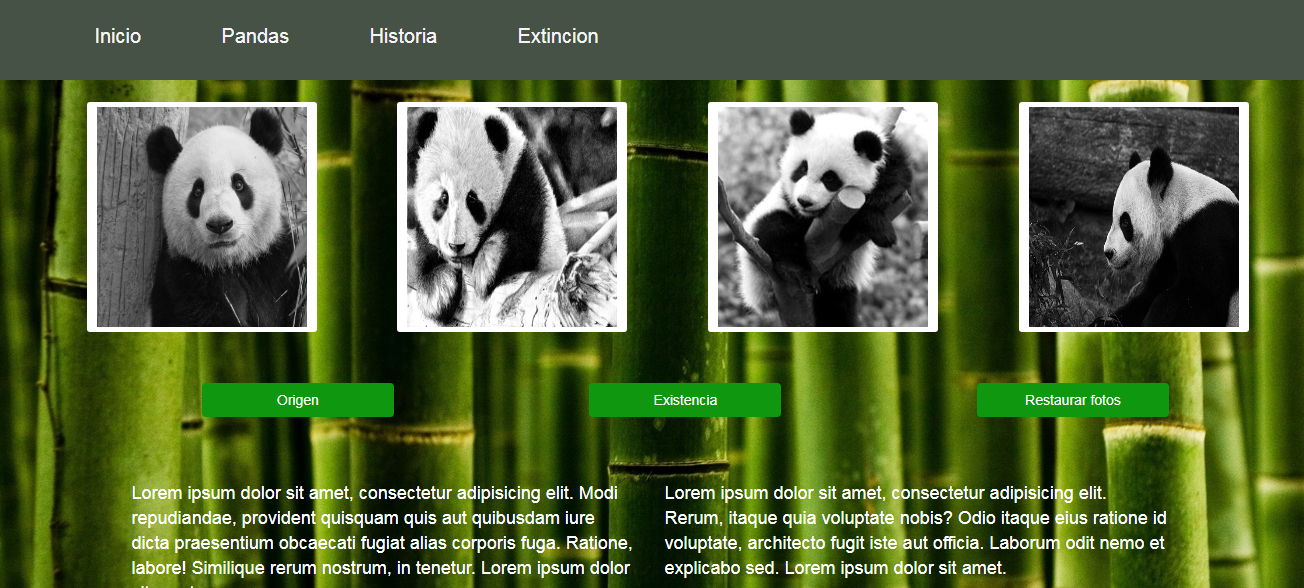 Inicio Pandas Historia Extincion
Origen Existencia Restaurar fotos
Lorem ipsum dolor sit amet, consectetur adipisicing elit. Modi
repudiandae, provident quisquam quis aut quibusdam iure
dicta praesentium obcaecati fugiat alias corporis fuga. Ratione,
labore! Similique rerum nostrum, in tenetur. Lorem ipsum dolor
Lorem ipsum dolor sit amet, consectetur adipisicing elit.
Rerum, itaque quia voluptate nobis? Odio itaque eius ratione id
voluptate, architecto fugit iste aut officia. Laborum odit nemo et
explicabo sed. Lorem ipsum dolor sit amet.